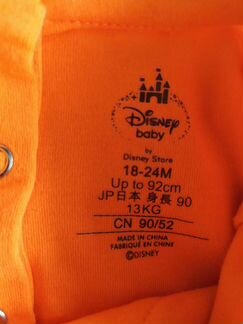 Disney
baby
by
Disney Store
18-24M
Up to 92cm
JP日本 身長 90
13KG
CN 90/52
MADE IN CHINA
FABRIQUÉ EN CHINE
©DISNEY